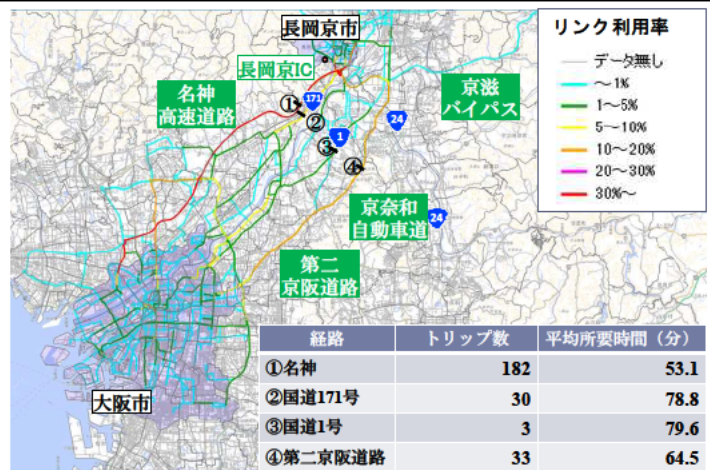 長岡京市
長岡京IC
名神
高速道路
①
171
②
1
③
④
24
京滋
バイパス
京奈和
自動車道
24
第二
京阪道路
大阪市
リンク利用率
データ無し
～1%
1～5%
5～10%
10～20%
20～30%
30%～
経路 トリップ数 平均所要時間（分）
①名神 182 53.1
②国道171号 30 78.8
③国道1号 3 79.6
④第二京阪道路 33 64.5